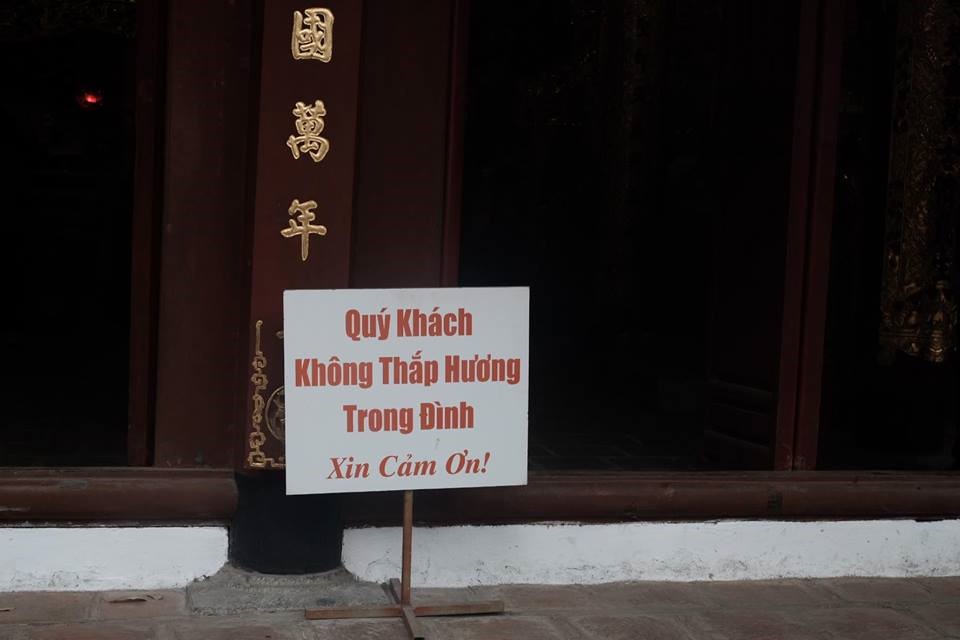 國
萬
年
Quý Khách
Không Thắp Hương
Trong Đình
Xin Cảm Ơn!